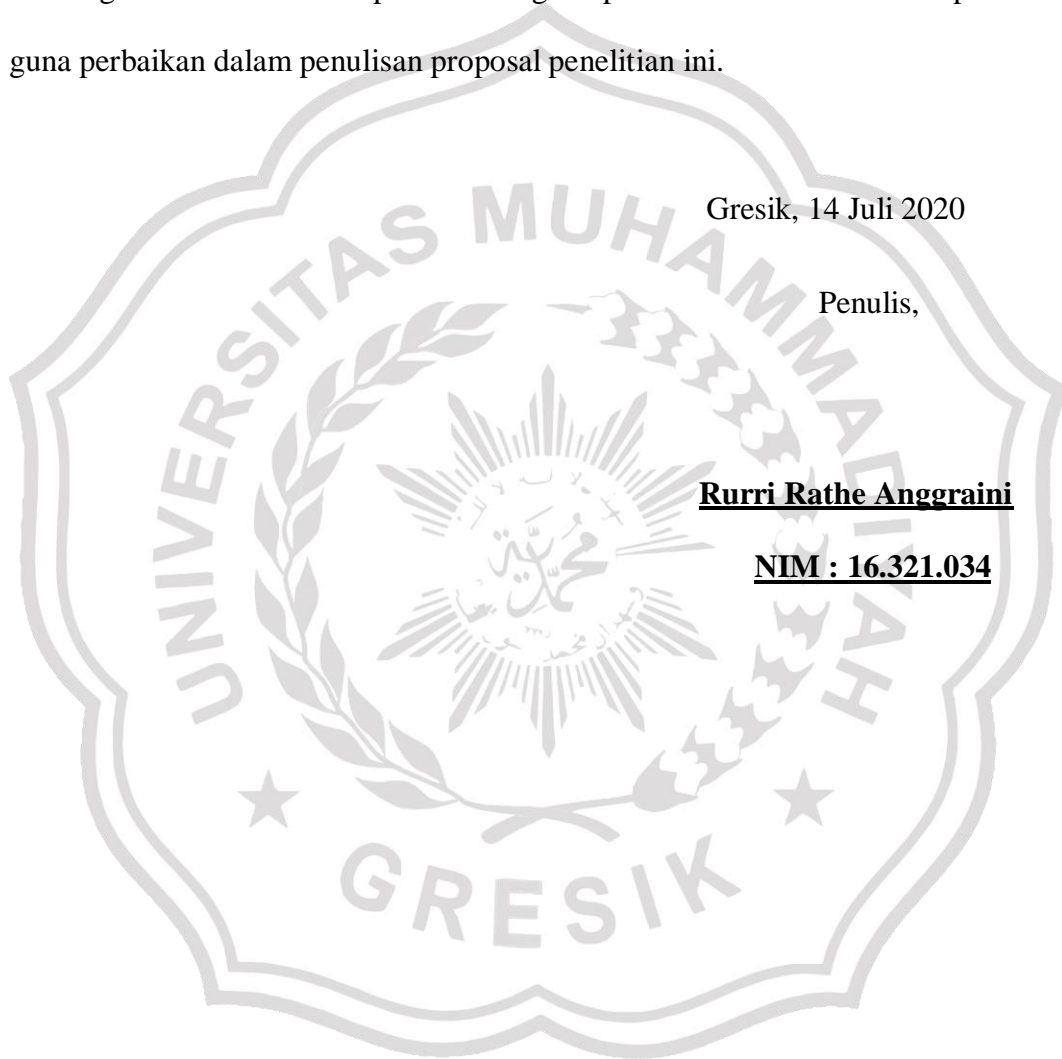 guna perbaikan dalam penulisan proposal penelitian ini.
Gresik, 14 Juli 2020
Penulis,
Rurri Rathe Anggraini
NIM : 16.321.034
UNIVERSITAS MUHAMMADIYAH
GRESIK
محمد